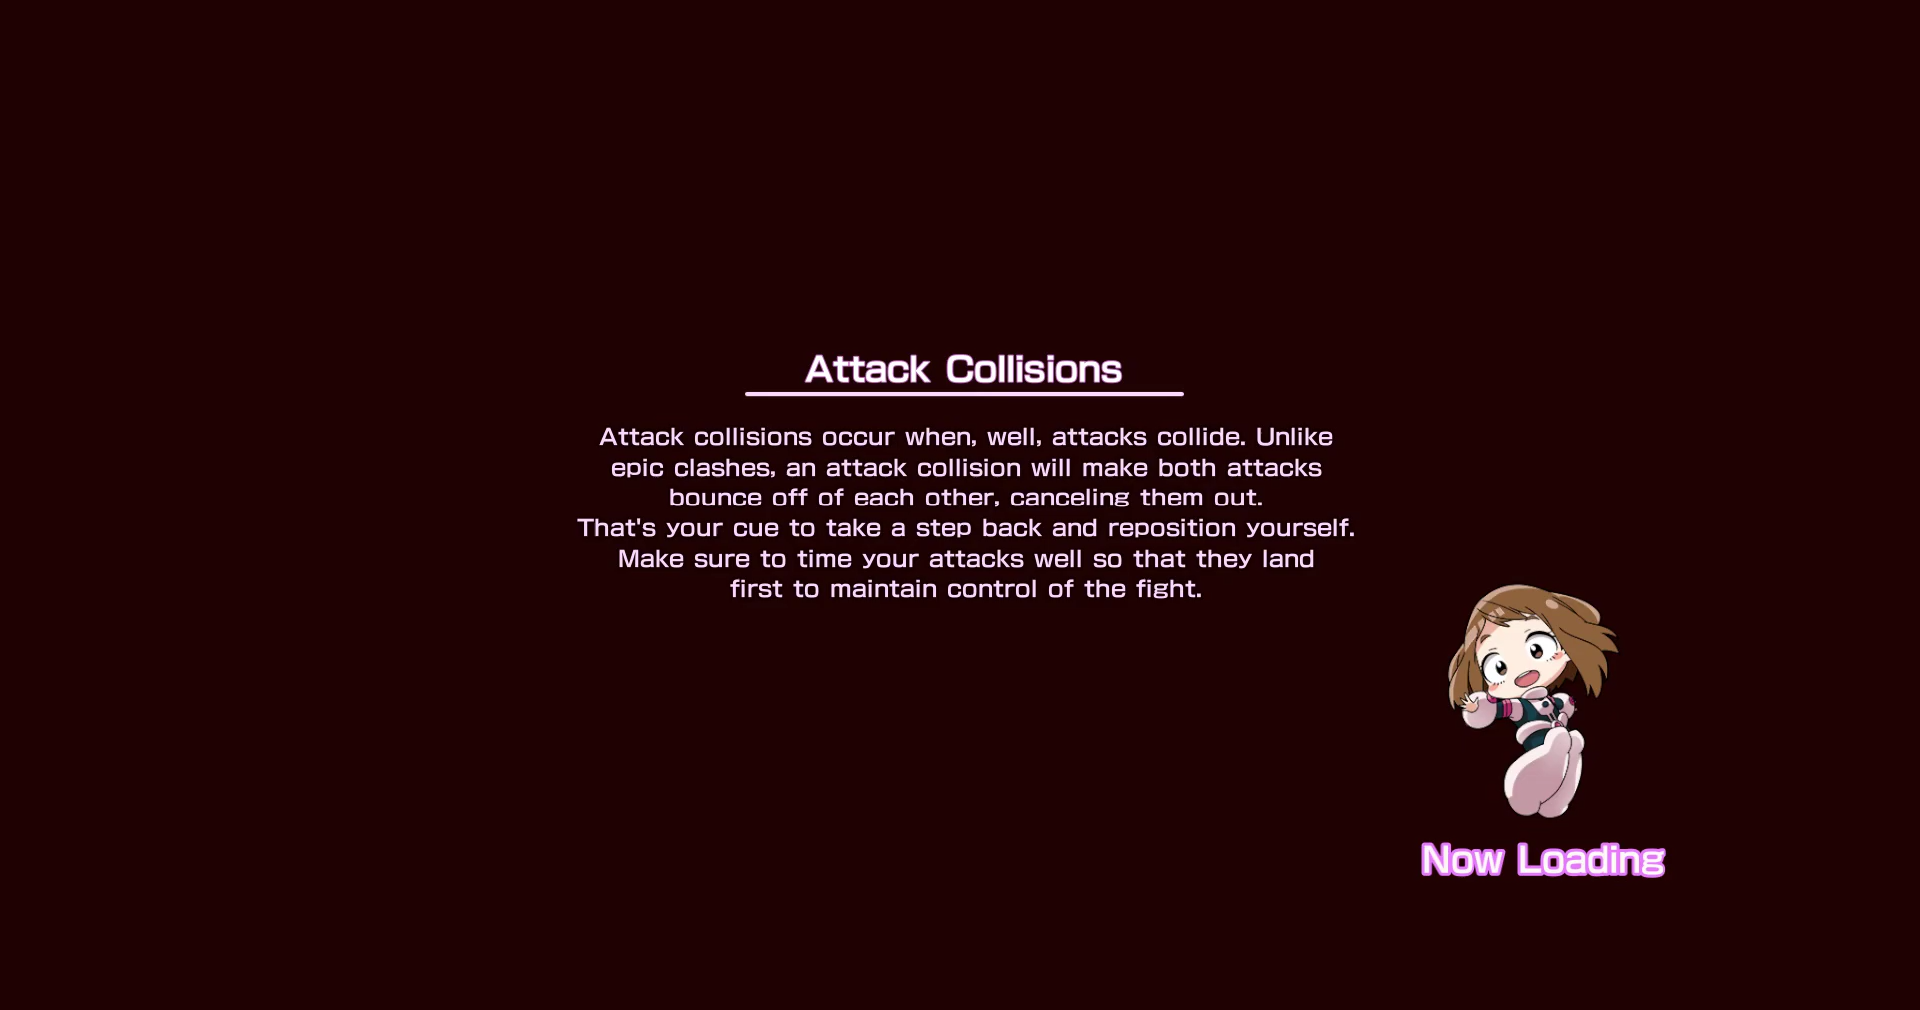 Attack Collisions
Attack collisions occur when, well, attacks collide. Unlike
epic clashes, an attack collision will make both attacks
bounce off of each other, canceling them out.
That's your cue to take a step back and reposition yourself.
Make sure to time your attacks well so that they land
first to maintain control of the fight.
Now Loading